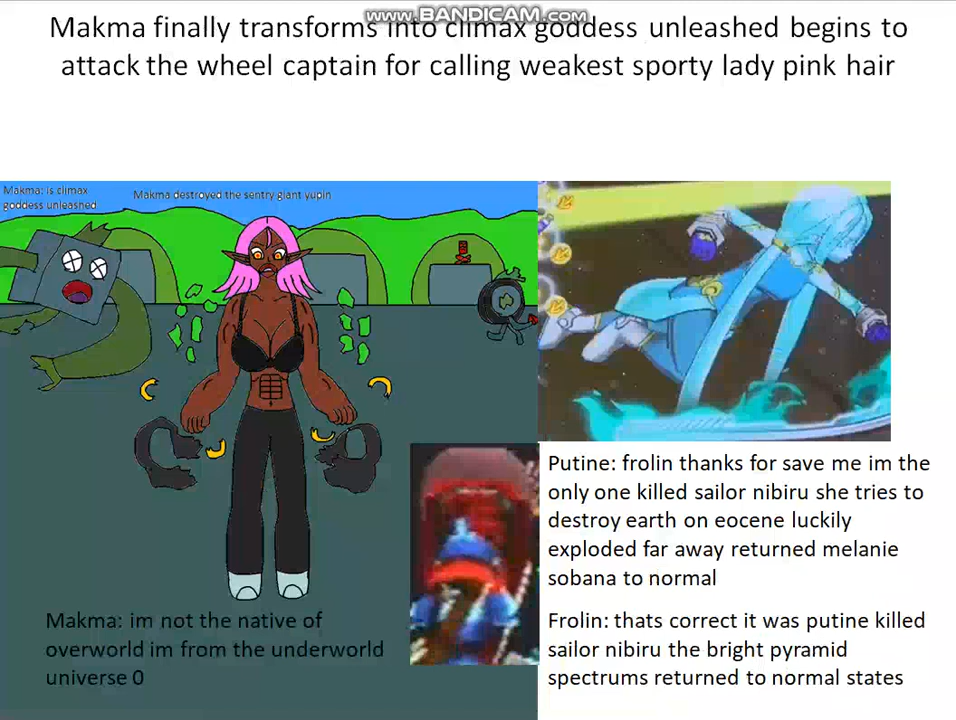 www.BANDICAM.com
Makma finally transforms into climax goddess unleashed begins to
attack the wheel captain for calling weakest sporty lady pink hair
Makma: is climax
goddess unleashed
Makma destroyed the sentry giant yupin
Putine: frolin thanks for save me im the
only one killed sailor nibiru she tries to
destroy earth on eocene luckily
exploded far away returned melanie
sobana to normal
Makma: im not the native of
overworld im from the underworld
universe 0
Frolin: thats correct it was putine killed
sailor nibiru the bright pyramid
spectrums returned to normal states